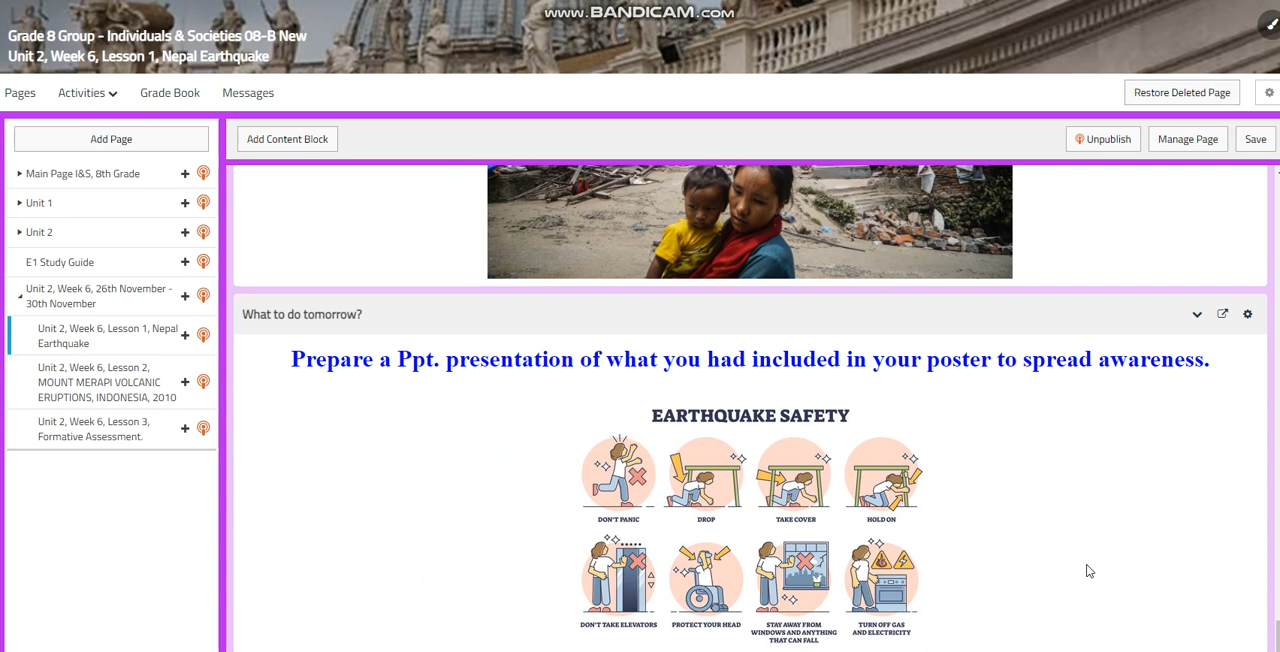 www.BANDICAM.com
Grade 8 Group - Individuals & Societies 08-B New
Unit 2, Week 6, Lesson 1, Nepal Earthquake
Pages
Activities
Grade Book
Messages
Restore Deleted Page
Add Page
Add Content Block
Unpublish
Manage Page
Save
Main Page I&S, 8th Grade
Unit 1
Unit 2
E1 Study Guide
Unit 2, Week 6, 26th November -
30th November
Unit 2, Week 6, Lesson 1, Nepal
Earthquake
Unit 2, Week 6, Lesson 2,
MOUNT MERAPI VOLCANIC
ERUPTIONS, INDONESIA, 2010
Unit 2, Week 6, Lesson 3,
Formative Assessment.
What to do tomorrow?
Prepare a Ppt. presentation of what you had included in your poster to spread awareness.
EARTHQUAKE SAFETY
DON'T PANIC
DROP
TAKE COVER
HOLD ON
DON'T TAKE ELEVATORS
PROTECT YOUR HEAD
STAY AWAY FROM
WINDOWS AND ANYTHING
THAT CAN FALL
TURN OFF GAS
AND ELECTRICITY